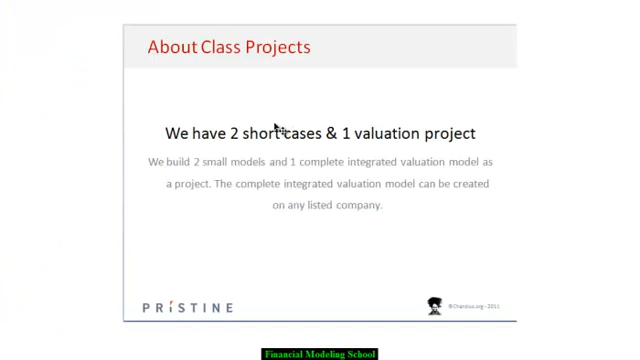 About Class Projects
We have 2 short cases & 1 valuation project
We build 2 small models and 1 complete integrated valuation model as
a project. The complete integrated valuation model can be created
on any listed company.
PRISTINE
Financial Modeling School